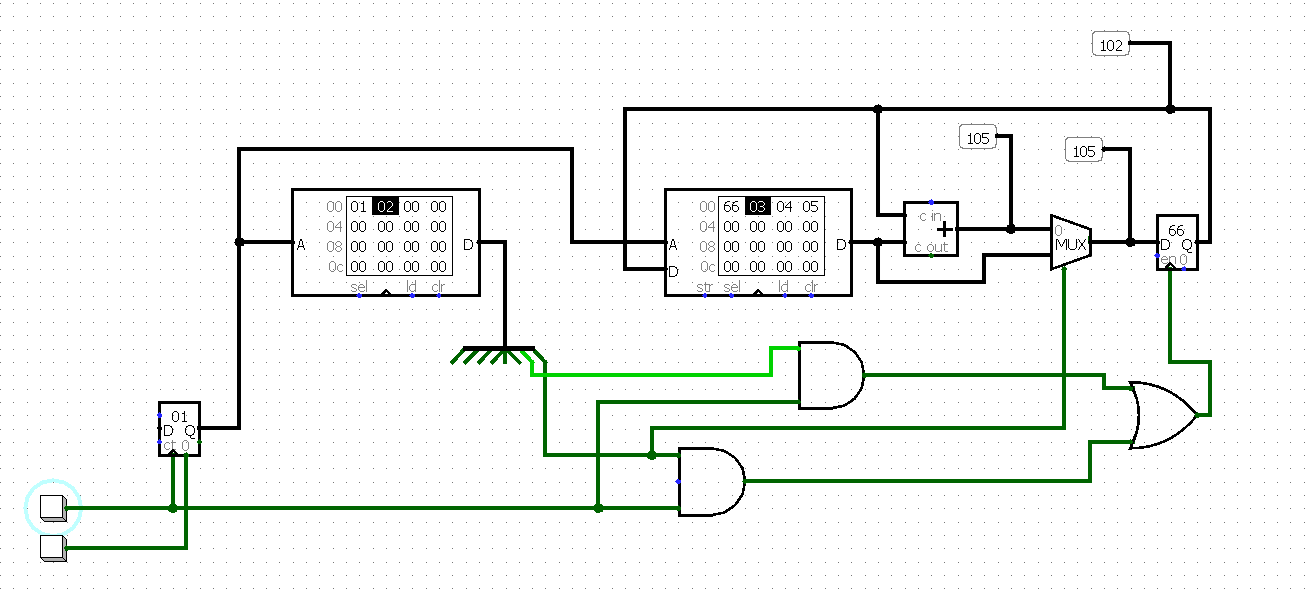 102
105
105
00 01 02 00 00
04 00 00 00 00
08 00 00 00 00
0c 00 00 00 00
A
D
sel ld clr
00 66 03 04 05
04 00 00 00 00
08 00 00 00 00
0c 00 00 00 00
A
D
D
str sel ld clr
c in
+
c out
0
MUX
66
D Q
en 0
01
D Q
ct 0